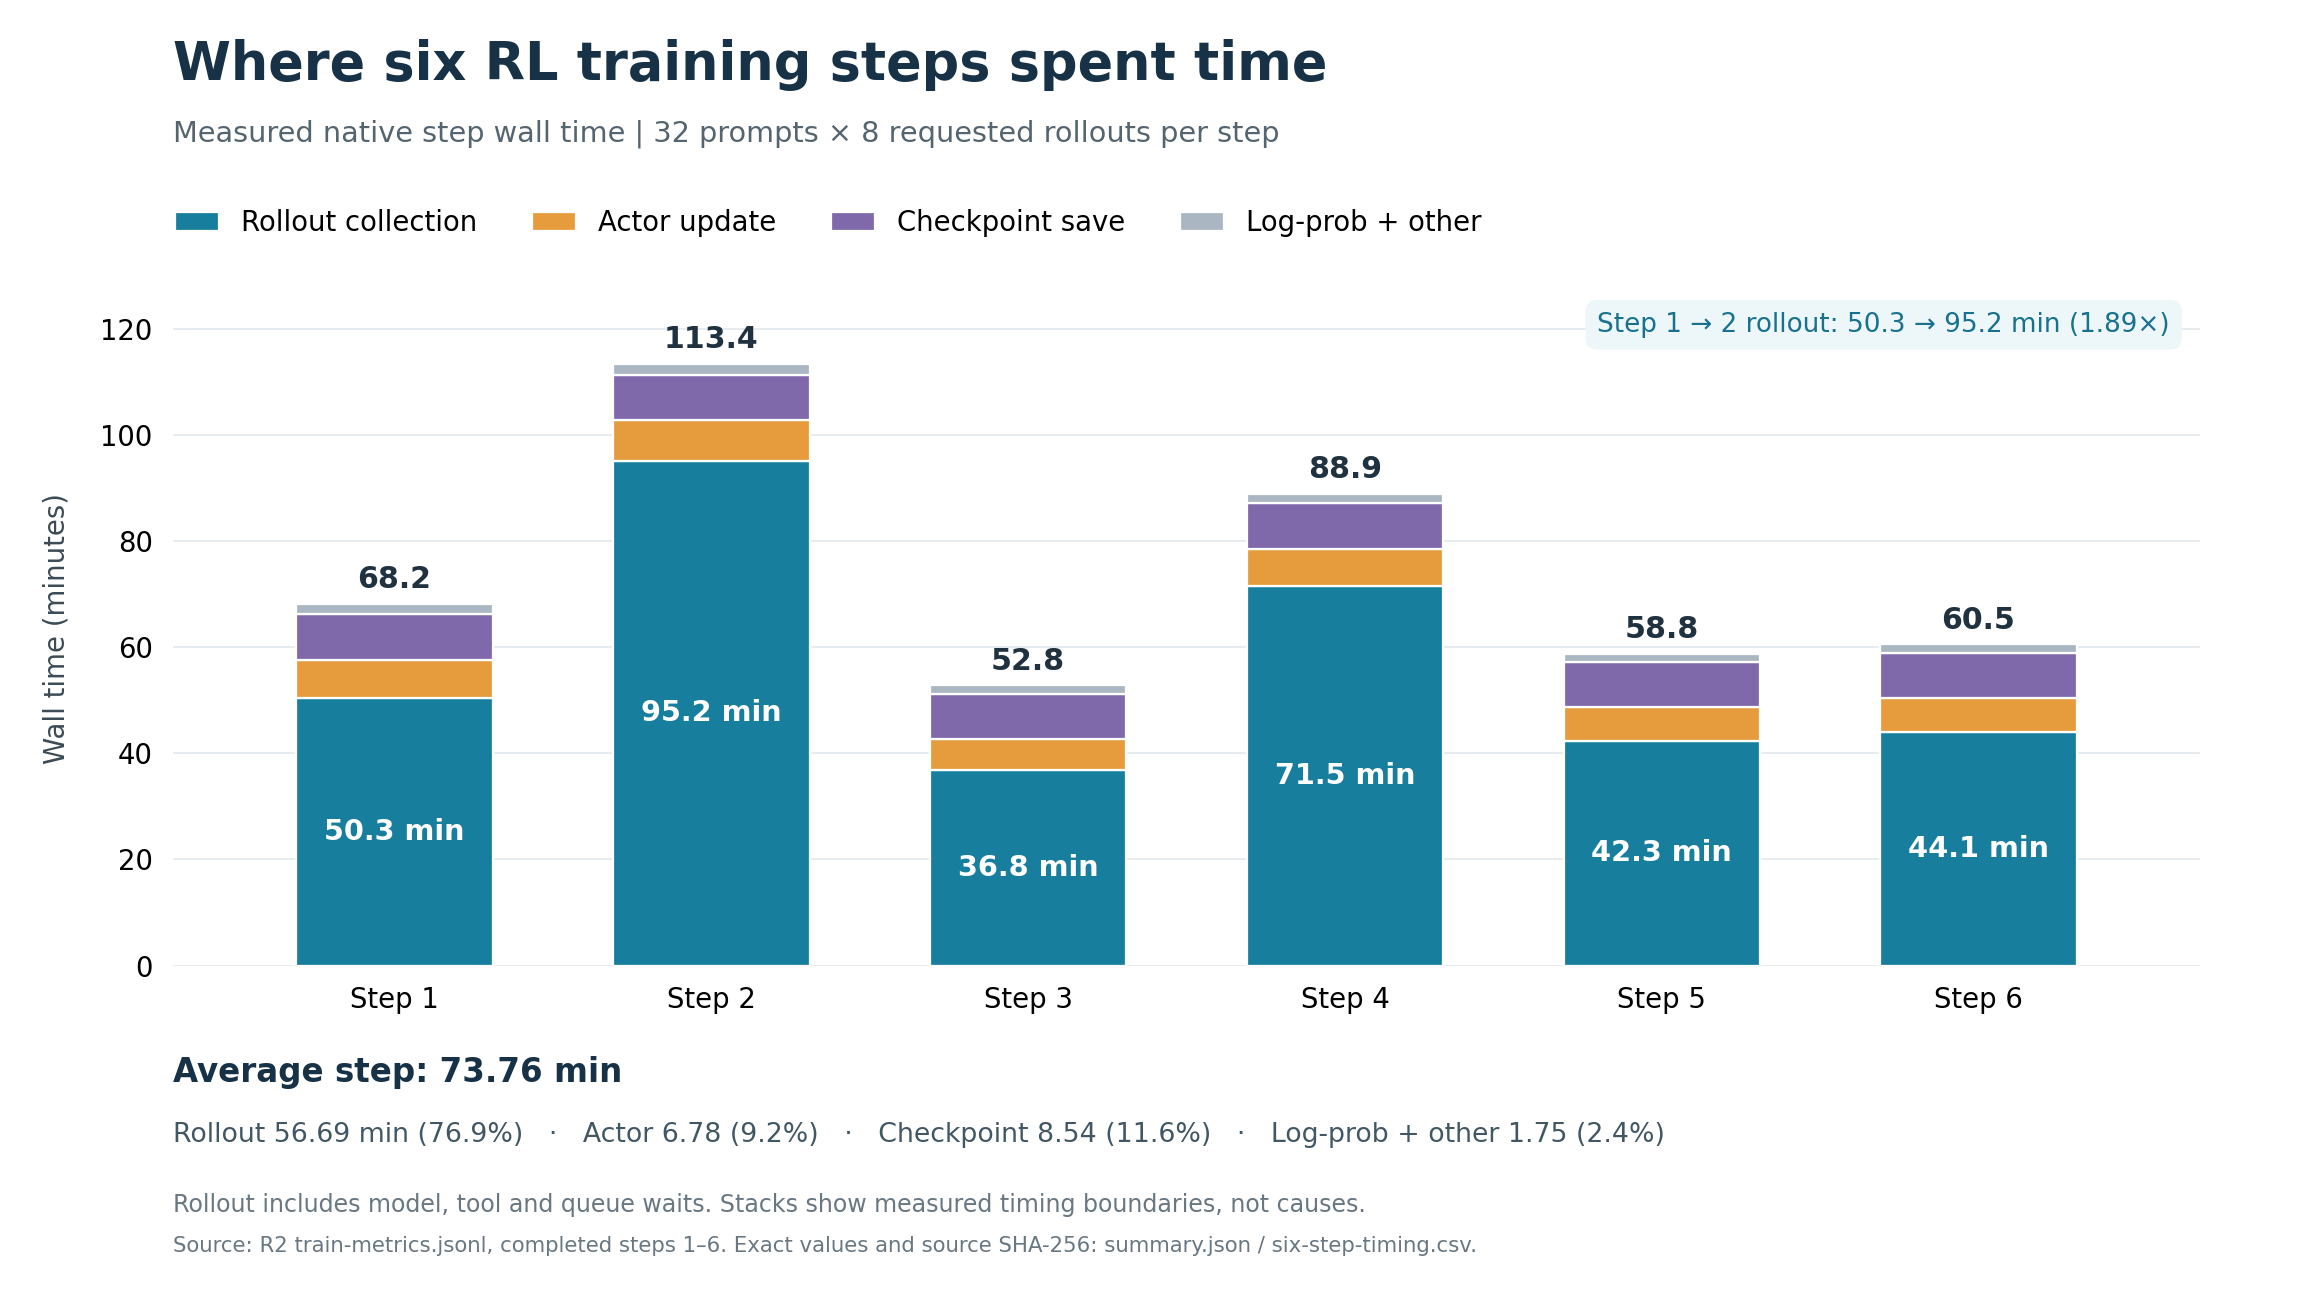 Where six RL training steps spent time
Measured native step wall time | 32 prompts × 8 requested rollouts per step
Rollout collection
Actor update
Checkpoint save
Log-prob + other
Step 1 → 2 rollout: 50.3 → 95.2 min (1.89×)
Wall time (minutes)
120
100
80
60
40
20
0
68.2
113.4
52.8
88.9
58.8
60.5
50.3 min
95.2 min
36.8 min
71.5 min
42.3 min
44.1 min
Step 1
Step 2
Step 3
Step 4
Step 5
Step 6
Average step: 73.76 min
Rollout 56.69 min (76.9%) · Actor 6.78 (9.2%) · Checkpoint 8.54 (11.6%) · Log-prob + other 1.75 (2.4%)
Rollout includes model, tool and queue waits. Stacks show measured timing boundaries, not causes.
Source: R2 train-metrics.jsonl, completed steps 1–6. Exact values and source SHA-256: summary.json / six-step-timing.csv.